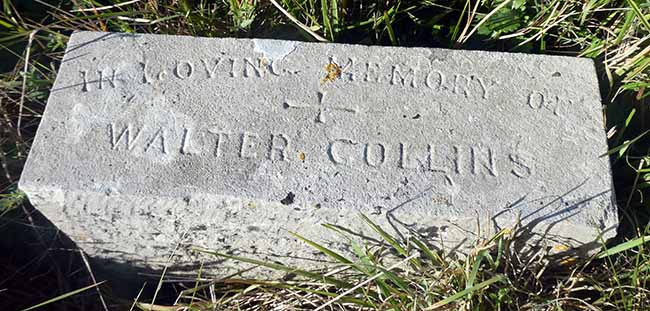 IN LOVING MEMORY OF
WALTER COLLINS